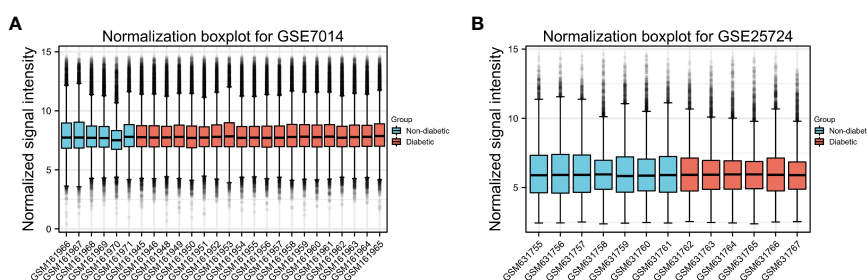 A
Normalization boxplot for GSE7014
Normalized signal intensity
15
10
5
0
GSM161966
GSM161967
GSM161968
GSM161969
GSM161970
GSM161971
GSM161945
GSM161946
GSM161948
GSM161949
GSM161950
GSM161951
GSM161952
GSM161953
GSM161954
GSM161955
GSM161956
GSM161957
GSM161958
GSM161959
GSM161960
GSM161961
GSM161962
GSM161963
GSM161964
GSM161965
Group
Non-diabetic
Diabetic
B
Normalization boxplot for GSE25724
Normalized signal intensity
15
10
5
GSM631755
GSM631756
GSM631757
GSM631758
GSM631759
GSM631760
GSM631761
GSM631762
GSM631763
GSM631764
GSM631765
GSM631766
GSM631767
Group
Non-diabetic
Diabetic